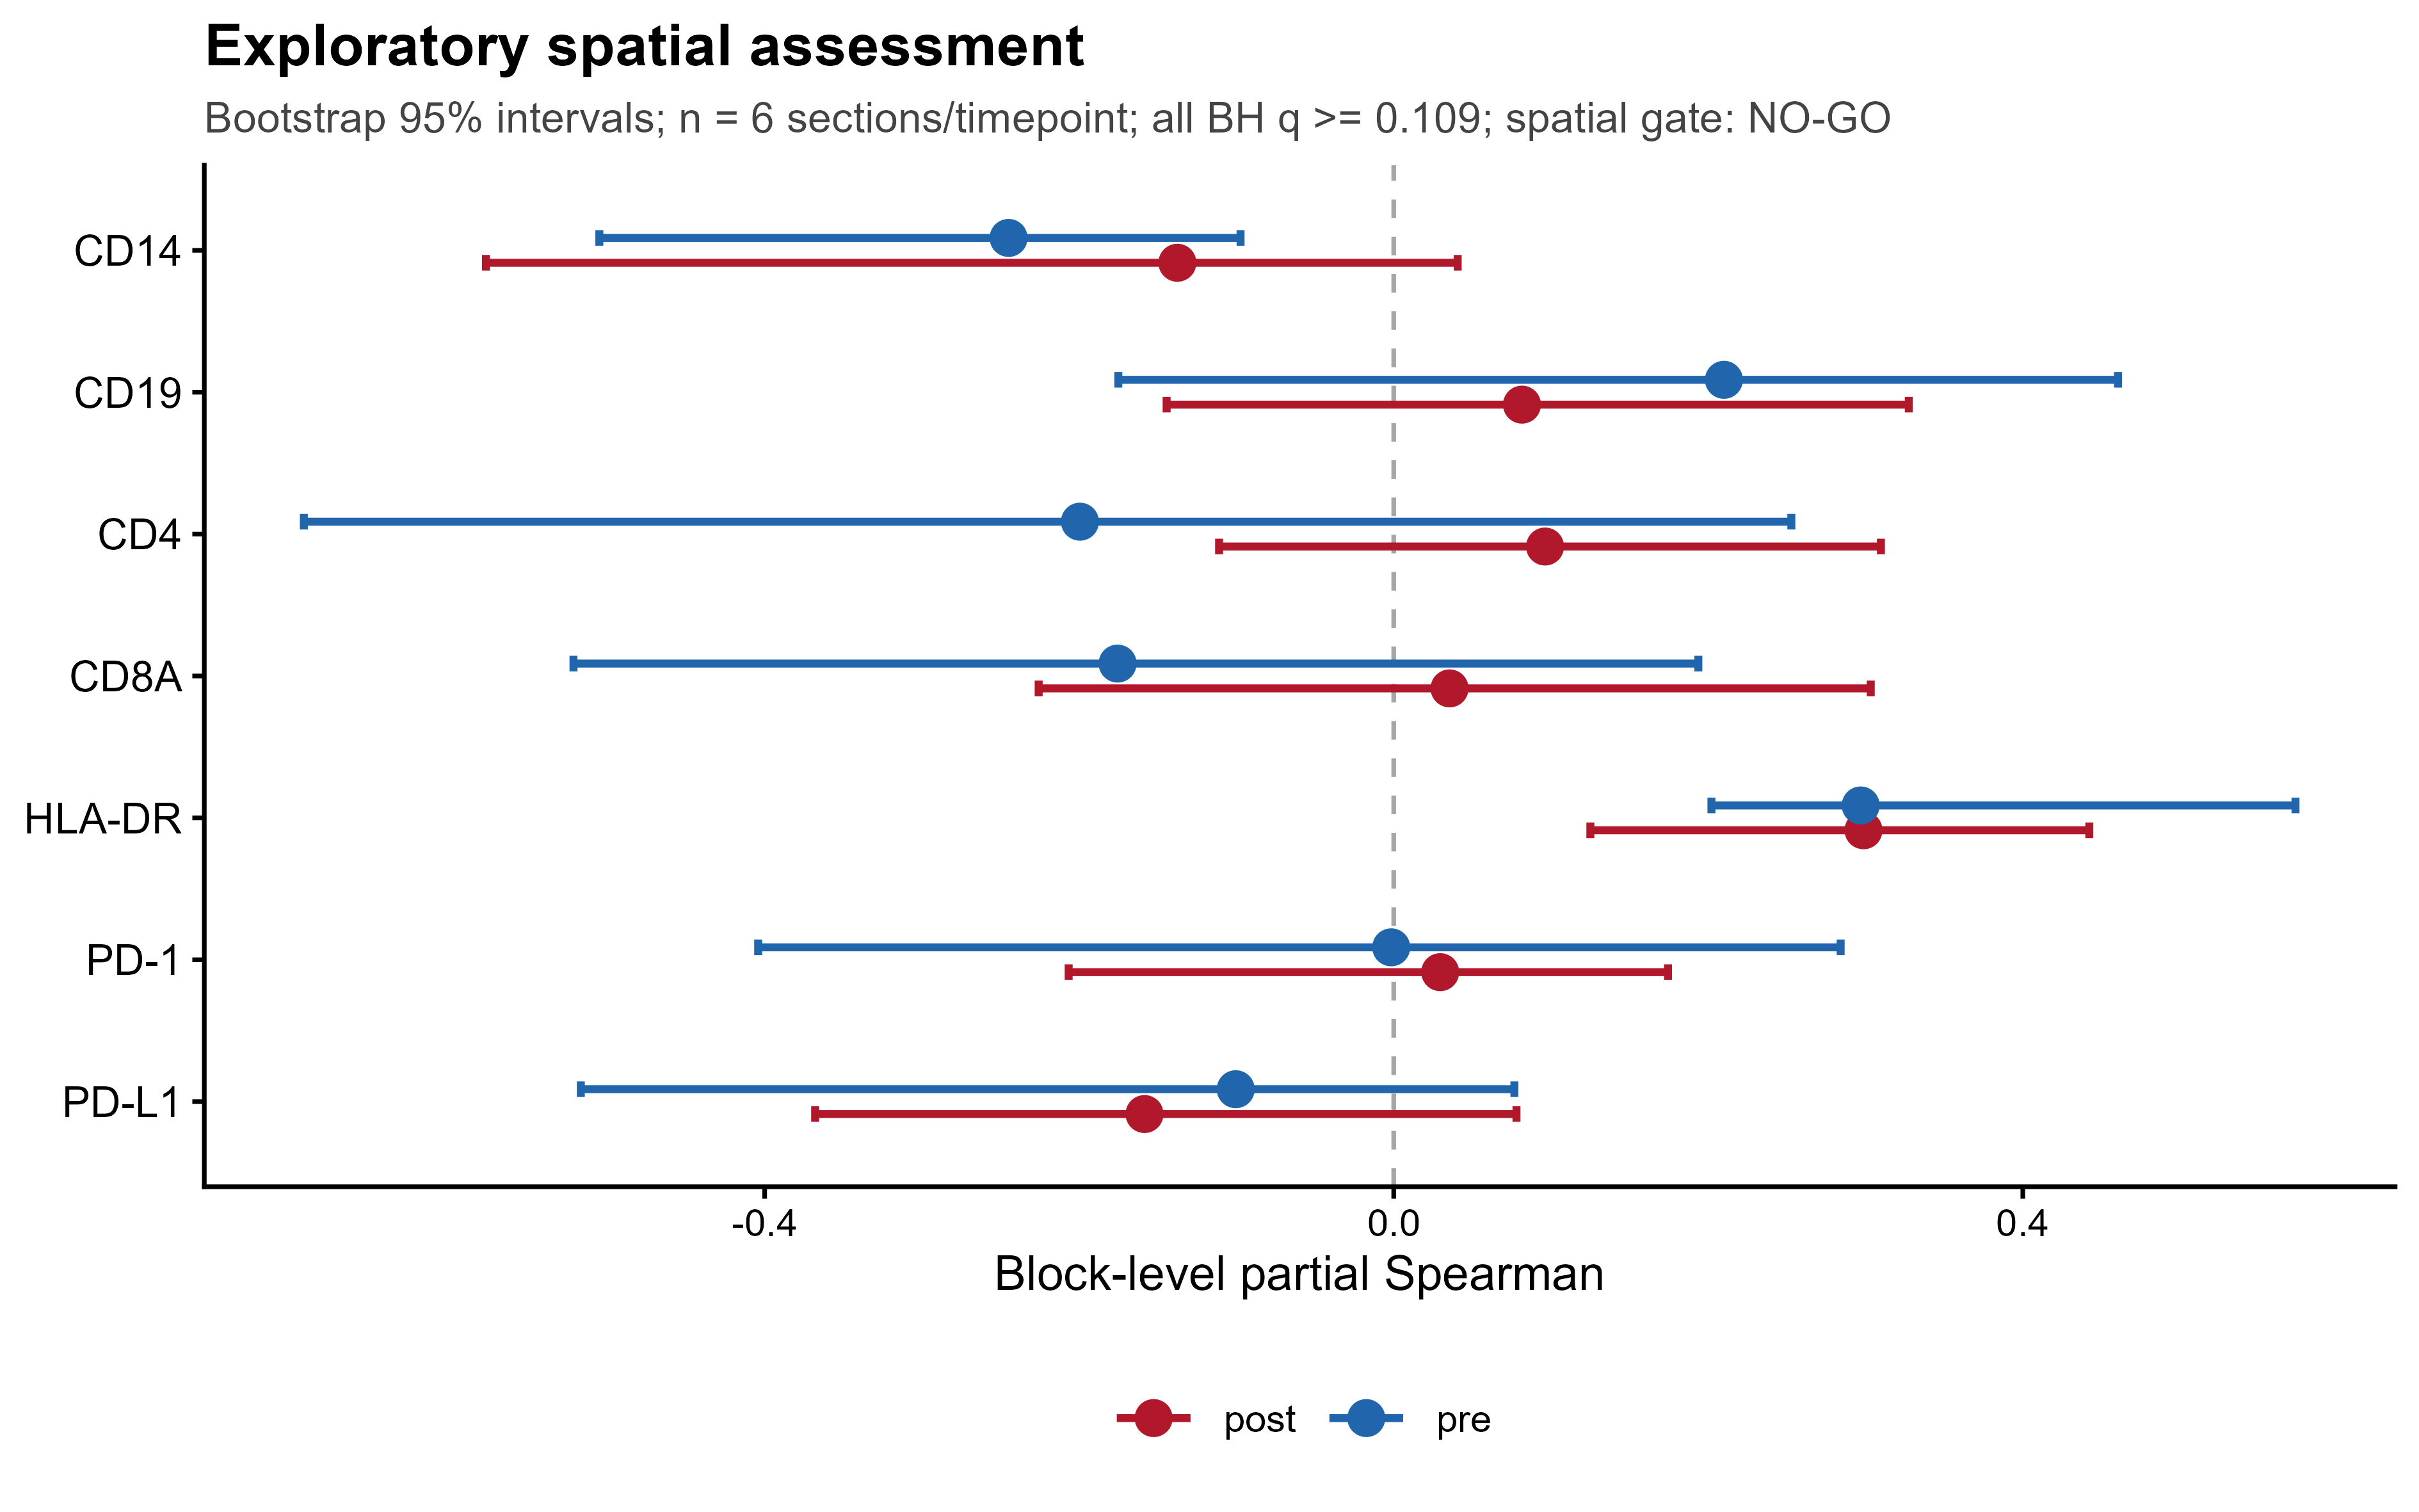 Exploratory spatial assessment
Bootstrap 95% intervals; n = 6 sections/timepoint; all BH q >= 0.109; spatial gate: NO-GO
CD14
CD19
CD4
CD8A
HLA-DR
PD-1
PD-L1
-0.4 0.0 0.4
Block-level partial Spearman
post pre